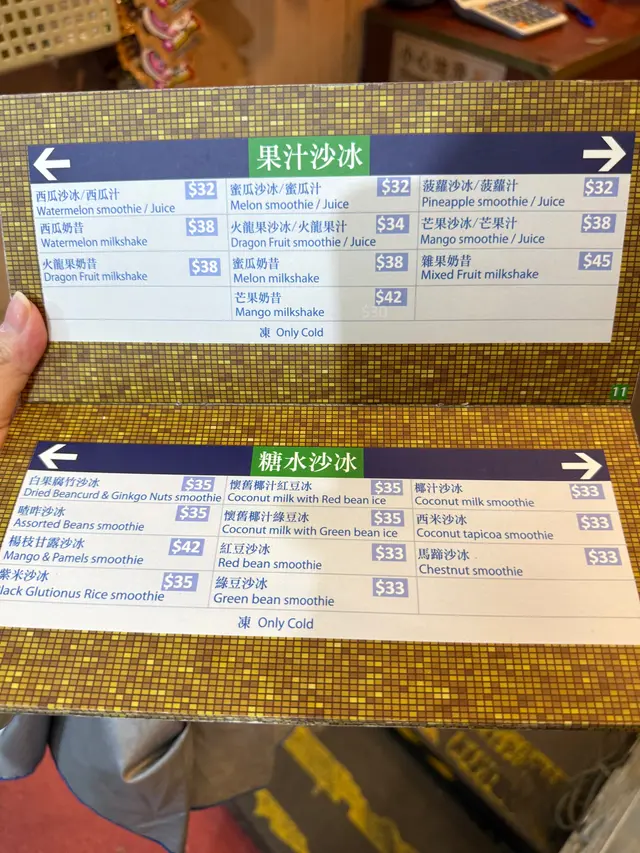 小心地滑
果汁沙冰
西瓜沙冰/西瓜汁 $32
Watermelon smoothie / Juice
蜜瓜沙冰/蜜瓜汁 $32
Melon smoothie / Juice
菠蘿沙冰/菠蘿汁 $32
Pineapple smoothie / Juice
西瓜奶昔 $38
Watermelon milkshake
火龍果沙冰/火龍果汁 $34
Dragon Fruit smoothie / Juice
芒果沙冰/芒果汁 $38
Mango smoothie / Juice
火龍果奶昔 $38
Dragon Fruit milkshake
蜜瓜奶昔 $38
Melon milkshake
雜果奶昔 $45
Mixed Fruit milkshake
芒果奶昔 $42
Mango milkshake
凍 Only Cold
11
糖水沙冰
白果腐竹沙冰 $35
Dried Beancurd & Ginkgo Nuts smoothie
懷舊椰汁紅豆冰 $35
Coconut milk with Red bean ice
椰汁沙冰 $33
Coconut milk smoothie
喳咋沙冰 $35
Assorted Beans smoothie
懷舊椰汁綠豆冰 $35
Coconut milk with Green bean ice
西米沙冰 $33
Coconut tapicoa smoothie
楊枝甘露沙冰 $42
Mango & Pamels smoothie
紅豆沙冰 $33
Red bean smoothie
馬蹄沙冰 $33
Chestnut smoothie
紫米沙冰 $35
lack Glutionus Rice smoothie
綠豆沙冰 $33
Green bean smoothie
凍 Only Cold